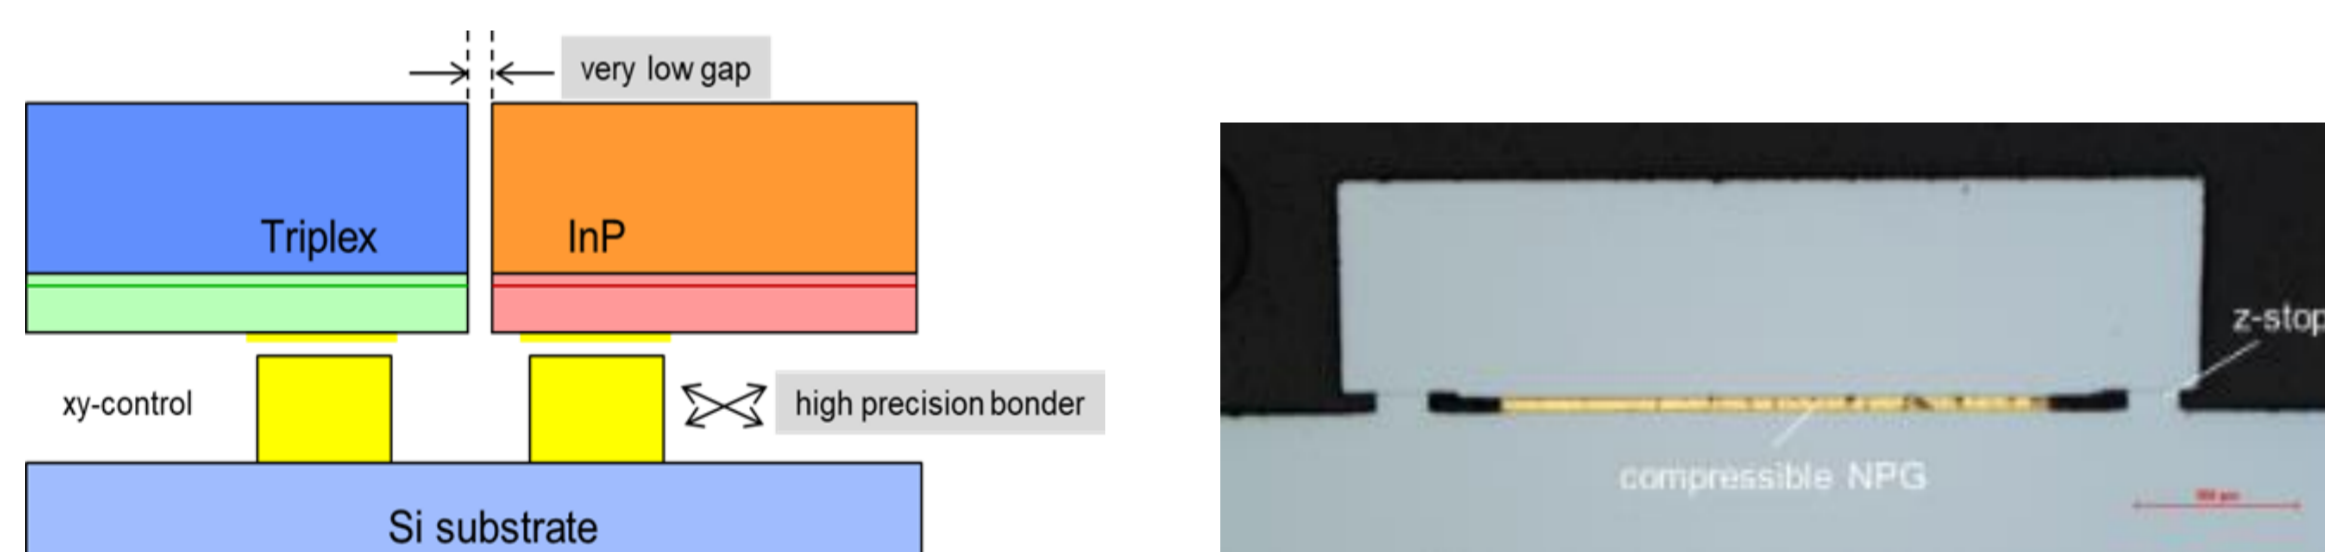 very low gap
Triplex
InP
xy-control
high precision bonder
Si substrate
z-stop
compressible NPG